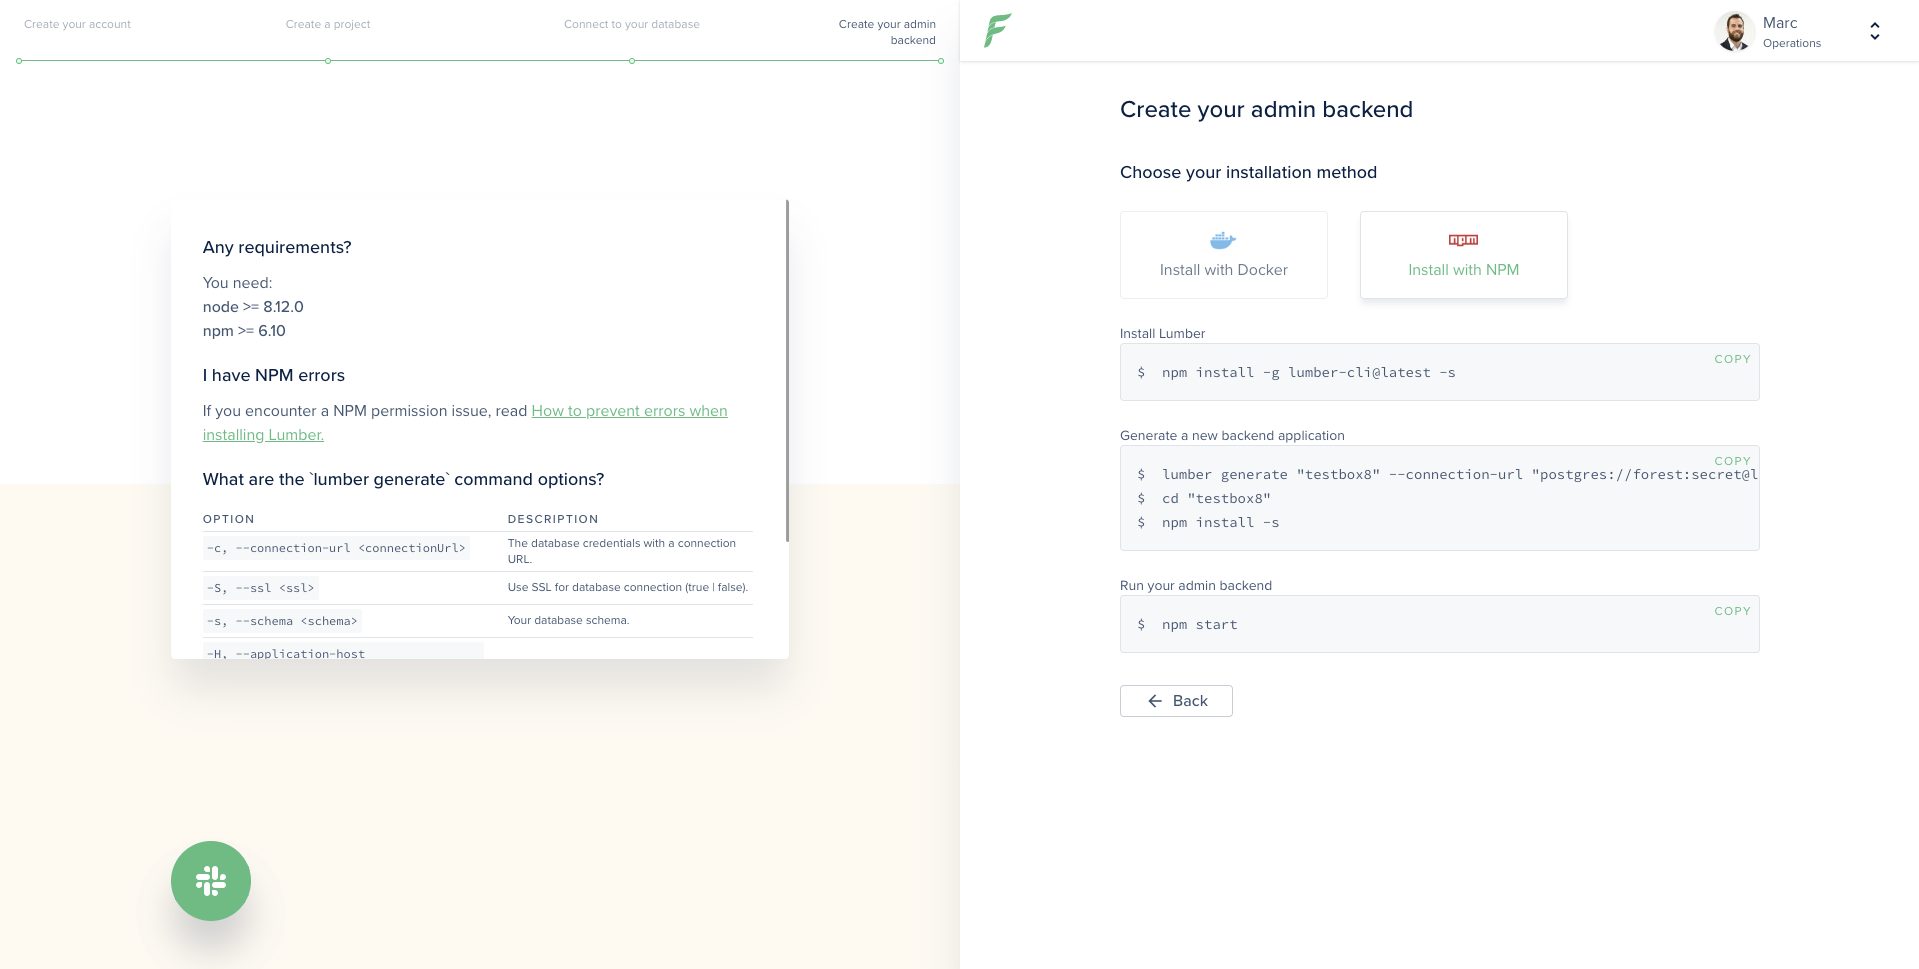 Create your account
Create a project
Connect to your database
Create your admin
backend
Marc
Operations
Any requirements?
You need:
node >= 8.12.0
npm >= 6.10
I have NPM errors
If you encounter a NPM permission issue, read How to prevent errors when
installing Lumber.
What are the `lumber generate` command options?
OPTION DESCRIPTION
-c, --connection-url <connectionUrl> The database credentials with a connection
URL.
-S, --ssl <ssl> Use SSL for database connection (true | false).
-s, --schema <schema> Your database schema.
-H, --application-host
Create your admin backend
Choose your installation method
Install with Docker
npm
Install with NPM
Install Lumber
COPY
$ npm install -g lumber-cli@latest -s
Generate a new backend application
COPY
$ lumber generate "testbox8" --connection-url "postgres://forest:secret@l
$ cd "testbox8"
$ npm install -s
Run your admin backend
COPY
$ npm start
← Back